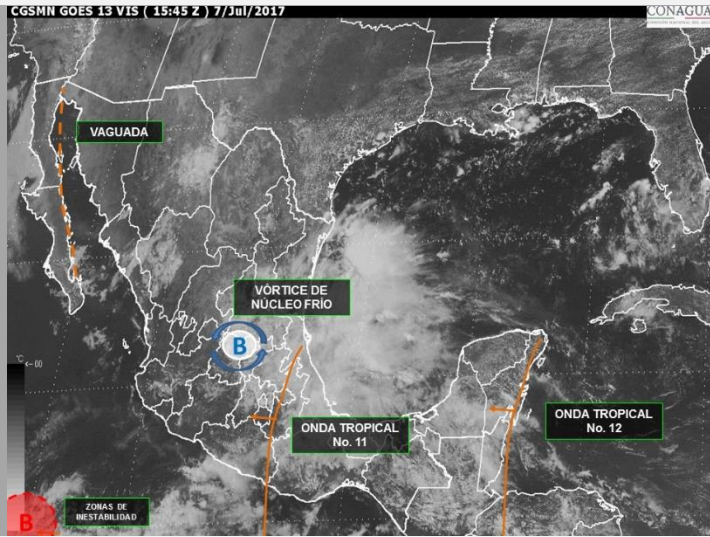 CGSMN GOES 13 VIS ( 15:45 Z ) 7/Jul/2017
CONAGUA
VAGUADA
VÓRTICE DE
NÚCLEO FRÍO
B
ONDA TROPICAL
No. 11
ONDA TROPICAL
No. 12
°C
-00
ZONAS DE
INESTABILIDAD
B